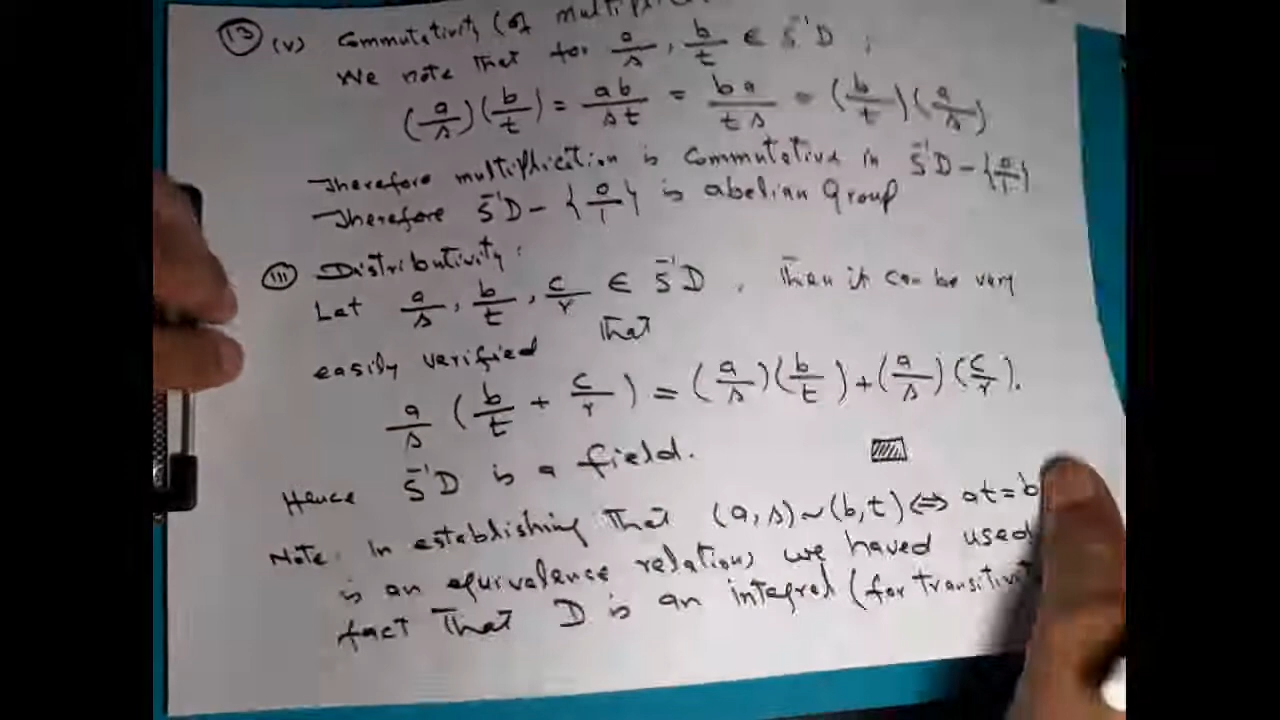 13 (v) Commutativity (of
We note that for a/s, b/t ∈ S⁻¹D,
(a/s)(b/t) = ab/st = ba/ts = (b/t)(a/s)
Therefore multiplication is commutative in S⁻¹D - {0/1}
Therefore S⁻¹D - {0/1} is abelian group
(iii) Distributivity:
Let a/s, b/t, c/r ∈ S⁻¹D. Then it can be very
easily verified that
a/s (b/t + c/r) = (a/s)(b/t) + (a/s)(c/r).
Hence S⁻¹D is a field.
Note: In establishing that (a,s) ~ (b,t) ⇔ at = b
is an equivalence relation, we haved used
fact that D is an integral (for transitivit